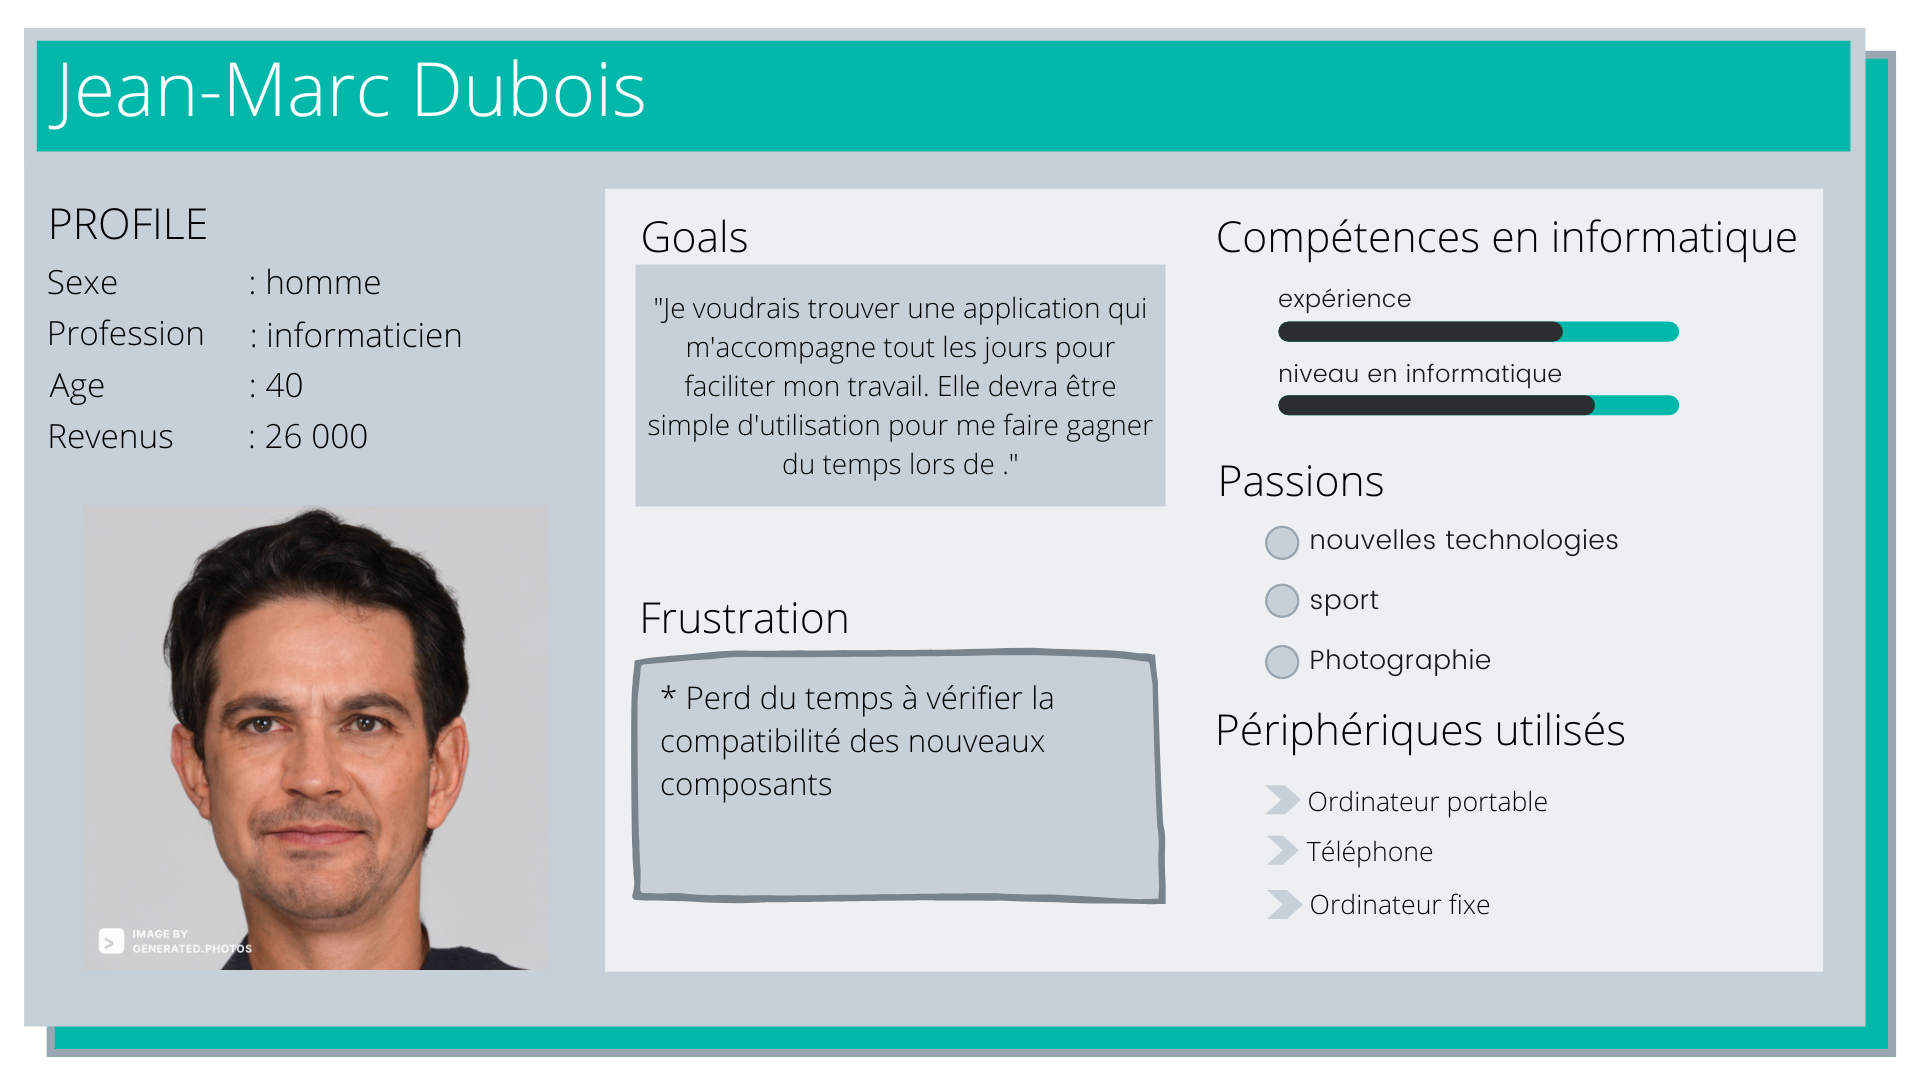 Jean-Marc Dubois
PROFILE
Sexe : homme
Profession : informaticien
Age : 40
Revenus : 26 000
IMAGE BY
GENERATED.PHOTOS
Goals
"Je voudrais trouver une application qui
m'accompagne tout les jours pour
faciliter mon travail. Elle devra être
simple d'utilisation pour me faire gagner
du temps lors de ."
Frustration
* Perd du temps à vérifier la
compatibilité des nouveaux
composants
Compétences en informatique
expérience
niveau en informatique
Passions
nouvelles technologies
sport
Photographie
Périphériques utilisés
Ordinateur portable
Téléphone
Ordinateur fixe